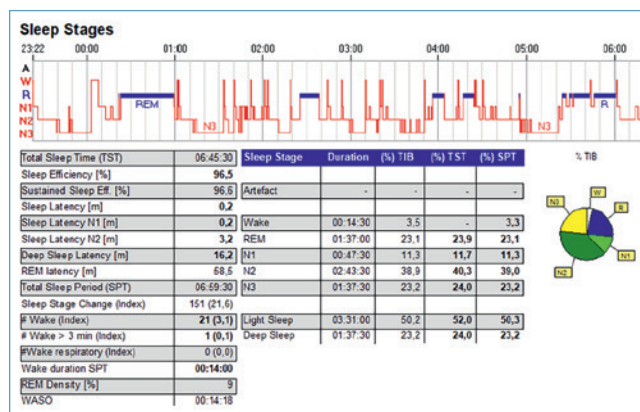 Sleep Stages
23:22 00:00 01:00 02:00 03:00 04:00 05:00 06:00
A
W
R
N1
N2
N3
REM
N3
N3
R
Total Sleep Time (TST) 06:45:30
Sleep Efficiency [%] 96,5
Sustained Sleep Eff. [%] 96,6
Sleep Latency [m] 0,2
Sleep Latency N1 [m] 0,2
Sleep Latency N2 [m] 3,2
Deep Sleep Latency [m] 16,2
REM latency [m] 58,5
Total Sleep Period (SPT) 06:59:30
Sleep Stage Change (Index) 151 (21,6)
# Wake (Index) 21 (3,1)
# Wake > 3 min (Index) 1 (0,1)
#Wake respiratory (Index) 0 (0,0)
Wake duration SPT 00:14:00
REM Density [%] 9
WASO 00:14:18
Sleep Stage Duration (%) TIB (%) TST (%) SPT
Artefact - - - -
Wake 00:14:30 3,5 - 3,3
REM 01:37:00 23,1 23,9 23,1
N1 00:47:30 11,3 11,7 11,3
N2 02:43:30 38,9 40,3 39,0
N3 01:37:30 23,2 24,0 23,2
Light Sleep 03:31:00 50,2 52,0 50,3
Deep Sleep 01:37:30 23,2 24,0 23,2
% TIB
W
N3
R
N1
N2